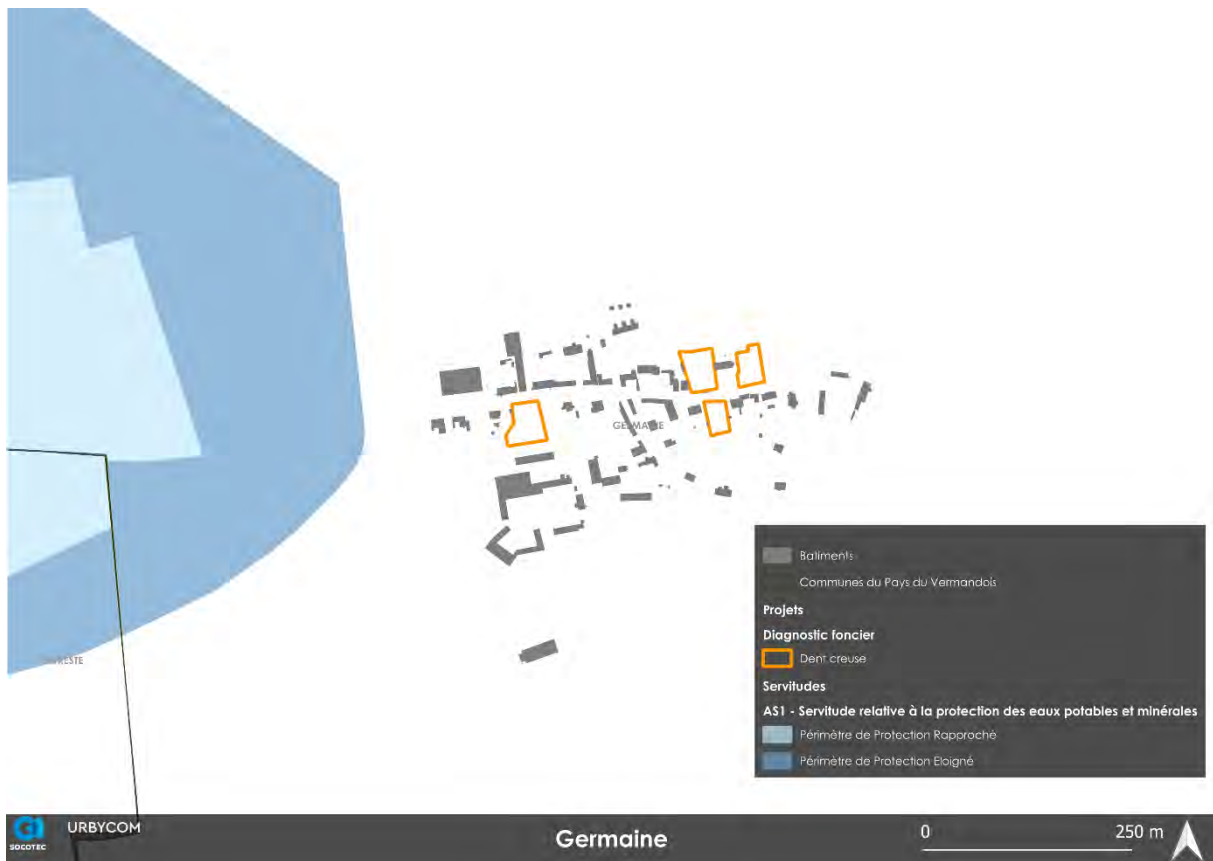 GERMAINE
Batiments
Communes du Pays du Vermandois
Projets
Diagnostic foncier
Dent creuse
Servitudes
AS1 - Servitude relative à la protection des eaux potables et minérales
Périmètre de Protection Rapproché
Périmètre de Protection Eloigné
SOCOTEC
URBYCOM
Germaine
0
250 m